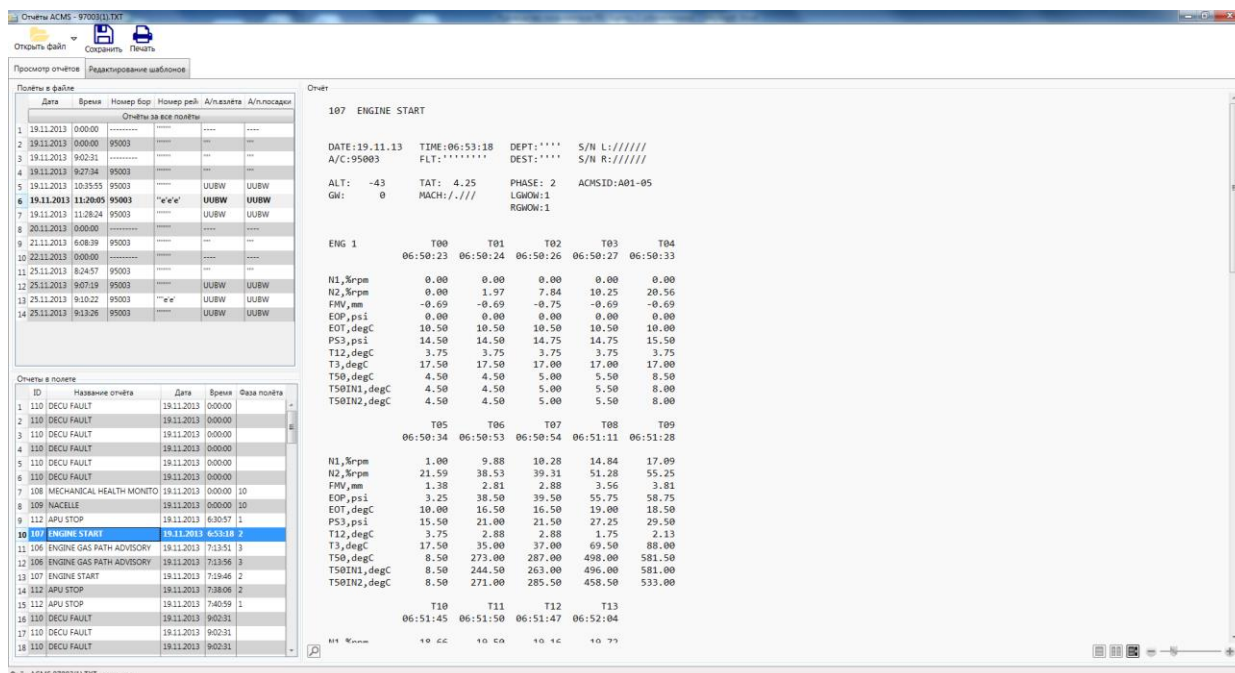 Отчёты ACMS - 97003(1).TXT
Открыть файл Сохранить Печать
Просмотр отчётов Редактирование шаблонов
Полёты в файле
Дата Время Номер бор Номер рей А/п.взлёта А/п.посадки
Отчёты за все полёты
1 19.11.2013 0:00:00 --------- '''''' ---- ----
2 19.11.2013 0:00:00 95003 '''''' ''' '''
3 19.11.2013 9:02:31 --------- '''''' ''' '''
4 19.11.2013 9:27:34 95003 '''''' ''' '''
5 19.11.2013 10:35:55 95003 '''''' UUBW UUBW
6 19.11.2013 11:20:05 95003 ''e'e'e' UUBW UUBW
7 19.11.2013 11:28:24 95003 '''''' UUBW UUBW
8 20.11.2013 0:00:00 --------- '''''' ---- ----
9 21.11.2013 6:08:39 95003 '''''' ''' '''
10 22.11.2013 0:00:00 --------- '''''' ---- ----
11 25.11.2013 8:24:57 95003 '''''' ''' '''
12 25.11.2013 9:07:19 95003 '''''' UUBW UUBW
13 25.11.2013 9:10:22 95003 '''e'e' UUBW UUBW
14 25.11.2013 9:13:26 95003 '''''' UUBW UUBW
Отчеты в полете
ID Название отчёта Дата Время Фаза полёта
1 110 DECU FAULT 19.11.2013 0:00:00
2 110 DECU FAULT 19.11.2013 0:00:00
3 110 DECU FAULT 19.11.2013 0:00:00
4 110 DECU FAULT 19.11.2013 0:00:00
5 110 DECU FAULT 19.11.2013 0:00:00
6 110 DECU FAULT 19.11.2013 0:00:00
7 108 MECHANICAL HEALTH MONITO 19.11.2013 0:00:00 10
8 109 NACELLE 19.11.2013 0:00:00 10
9 112 APU STOP 19.11.2013 6:30:57 1
10 107 ENGINE START 19.11.2013 6:53:18 2
11 106 ENGINE GAS PATH ADVISORY 19.11.2013 7:13:51 3
12 106 ENGINE GAS PATH ADVISORY 19.11.2013 7:13:56 3
13 107 ENGINE START 19.11.2013 7:19:46 2
14 112 APU STOP 19.11.2013 7:38:06 2
15 112 APU STOP 19.11.2013 7:40:59 1
16 110 DECU FAULT 19.11.2013 9:02:31
17 110 DECU FAULT 19.11.2013 9:02:31
18 110 DECU FAULT 19.11.2013 9:02:31
Отчёт
107 ENGINE START
DATE:19.11.13 TIME:06:53:18 DEPT:'''' S/N L://////
A/C:95003 FLT:'''''''' DEST:'''' S/N R://////
ALT: -43 TAT: 4.25 PHASE: 2 ACMSID:A01-05
GW: 0 MACH:/./// LGWOW:1
RGWOW:1
ENG 1 T00 T01 T02 T03 T04
06:50:23 06:50:24 06:50:26 06:50:27 06:50:33
N1,%rpm 0.00 0.00 0.00 0.00 0.00
N2,%rpm 0.00 1.97 7.84 10.25 20.56
FMV,mm -0.69 -0.69 -0.75 -0.69 -0.69
EOP,psi 0.00 0.00 0.00 0.00 0.00
EOT,degC 10.50 10.50 10.50 10.50 10.00
PS3,psi 14.50 14.50 14.75 14.75 15.50
T12,degC 3.75 3.75 3.75 3.75 3.75
T3,degC 17.50 17.50 17.00 17.00 17.00
T50,degC 4.50 4.50 5.00 5.50 8.50
T50IN1,degC 4.50 4.50 5.00 5.50 8.00
T50IN2,degC 4.50 4.50 5.00 5.50 8.00
T05 T06 T07 T08 T09
06:50:34 06:50:53 06:50:54 06:51:11 06:51:28
N1,%rpm 1.00 9.88 10.28 14.84 17.09
N2,%rpm 21.59 38.53 39.31 51.28 55.25
FMV,mm 1.38 2.81 2.88 3.56 3.81
EOP,psi 3.25 38.50 39.50 55.75 58.75
EOT,degC 10.00 16.50 16.50 19.00 18.50
PS3,psi 15.50 21.00 21.50 27.25 29.50
T12,degC 3.75 2.88 2.88 1.75 2.13
T3,degC 17.50 35.00 37.00 69.50 88.00
T50,degC 8.50 273.00 287.00 498.00 581.50
T50IN1,degC 8.50 244.50 263.00 496.00 581.00
T50IN2,degC 8.50 271.00 285.50 458.50 533.00
T10 T11 T12 T13
06:51:45 06:51:50 06:51:47 06:52:04
N1,%rpm 18.66 19.50 19.16 19.72